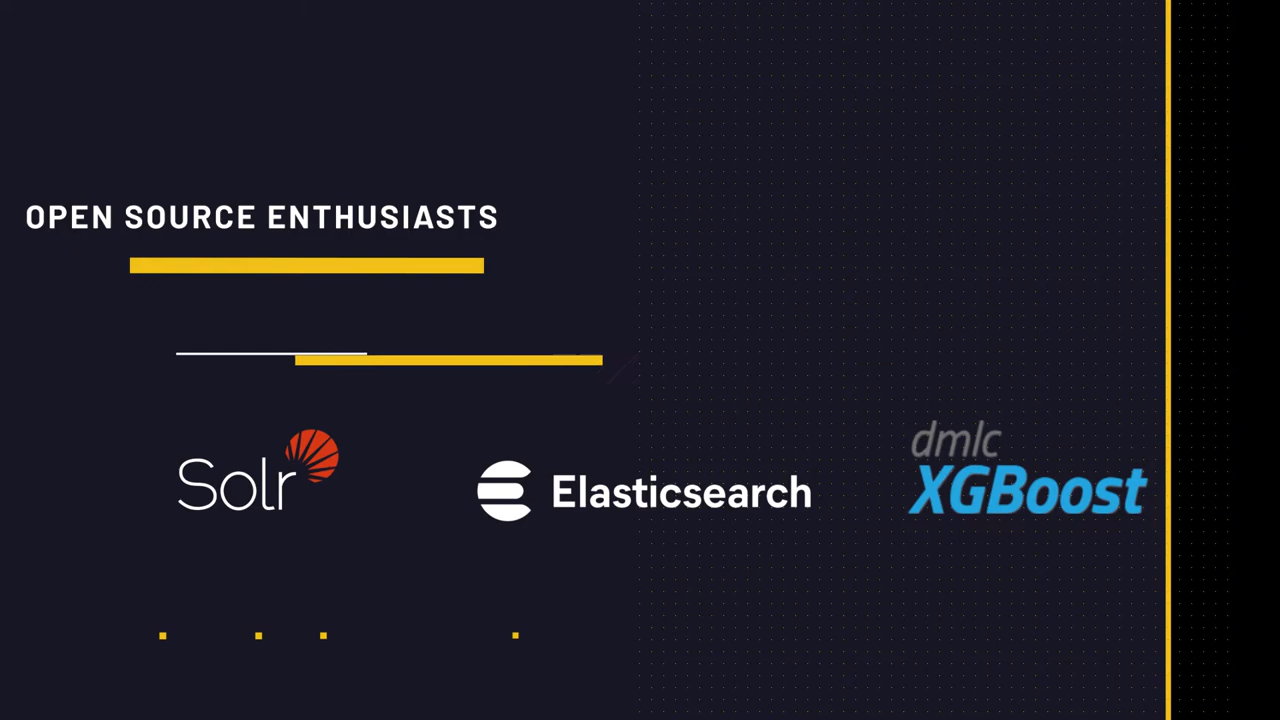 OPEN SOURCE ENTHUSIASTS
Solr
Elasticsearch
dmlc
XGBoost